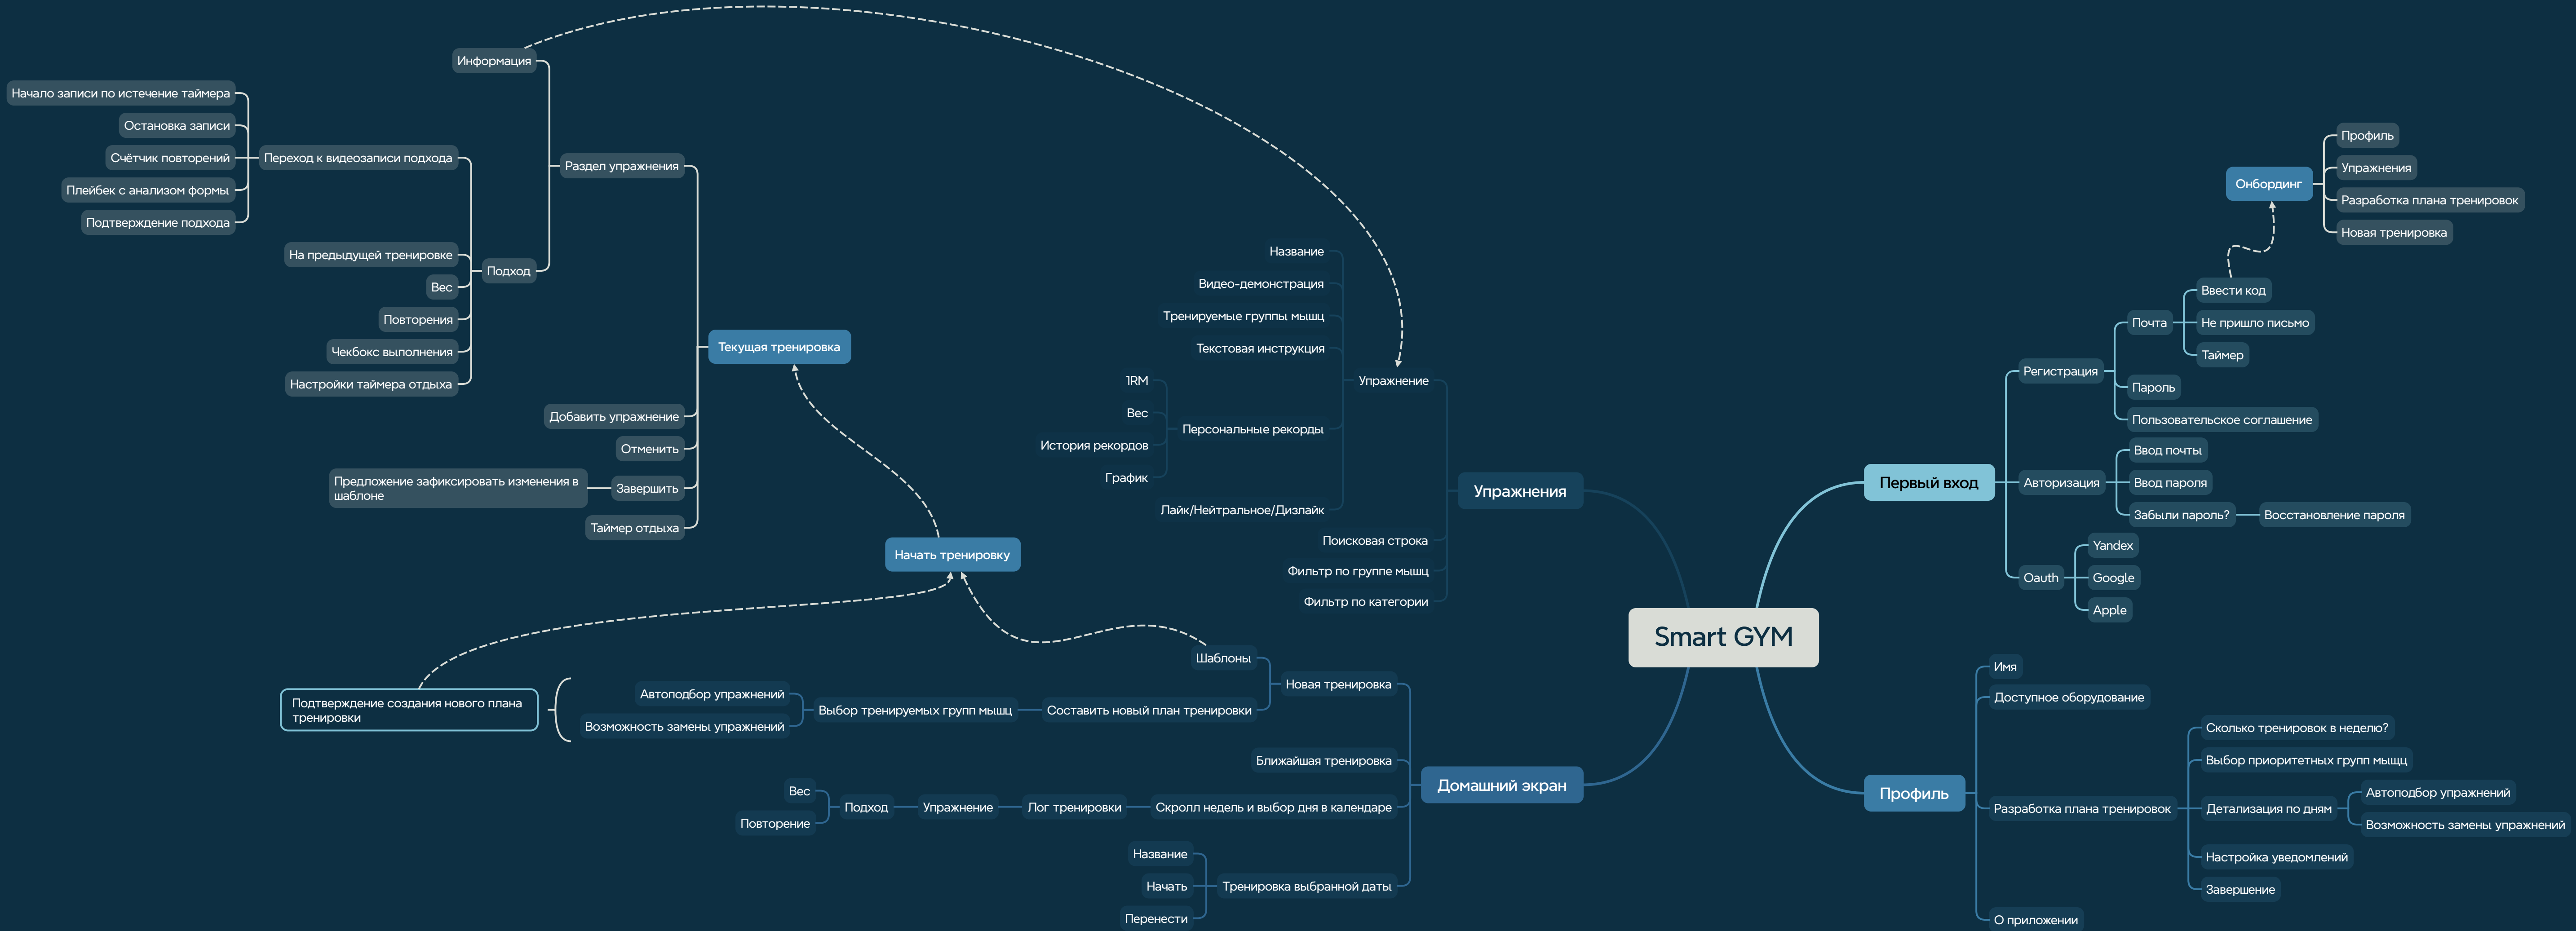 Smart GYM
Первый вход
Регистрация
Почта
Ввести код
Не пришло письмо
Таймер
Пароль
Пользовательское соглашение
Авторизация
Ввод почты
Ввод пароля
Забыли пароль?
Восстановление пароля
Oauth
Yandex
Google
Apple
Онбординг
Профиль
Упражнения
Разработка плана тренировок
Новая тренировка
Профиль
Имя
Доступное оборудование
Разработка плана тренировок
Сколько тренировок в неделю?
Выбор приоритетных групп мыщц
Детализация по дням
Автоподбор упражнений
Возможность замены упражнений
Настройка уведомлений
Завершение
О приложении
Упражнения
Упражнение
Название
Видео-демонстрация
Тренируемые группы мышц
Текстовая инструкция
Персональные рекорды
1RM
Вес
История рекордов
График
Лайк/Нейтральное/Дизлайк
Поисковая строка
Фильтр по группе мышц
Фильтр по категории
Домашний экран
Новая тренировка
Шаблоны
Составить новый план тренировки
Выбор тренируемых групп мышц
Автоподбор упражнений
Возможность замены упражнений
Подтверждение создания нового плана
тренировки
Ближайшая тренировка
Скролл недель и выбор дня в календаре
Лог тренировки
Упражнение
Подход
Вес
Повторение
Тренировка выбранной даты
Название
Начать
Перенести
Начать тренировку
Текущая тренировка
Раздел упражнения
Информация
Подход
Переход к видеозаписи подхода
Начало записи по истечение таймера
Остановка записи
Счётчик повторений
Плейбек с анализом формы
Подтверждение подхода
На предыдущей тренировке
Вес
Повторения
Чекбокс выполнения
Настройки таймера отдыха
Добавить упражнение
Отменить
Завершить
Предложение зафиксировать изменения в
шаблоне
Таймер отдыха